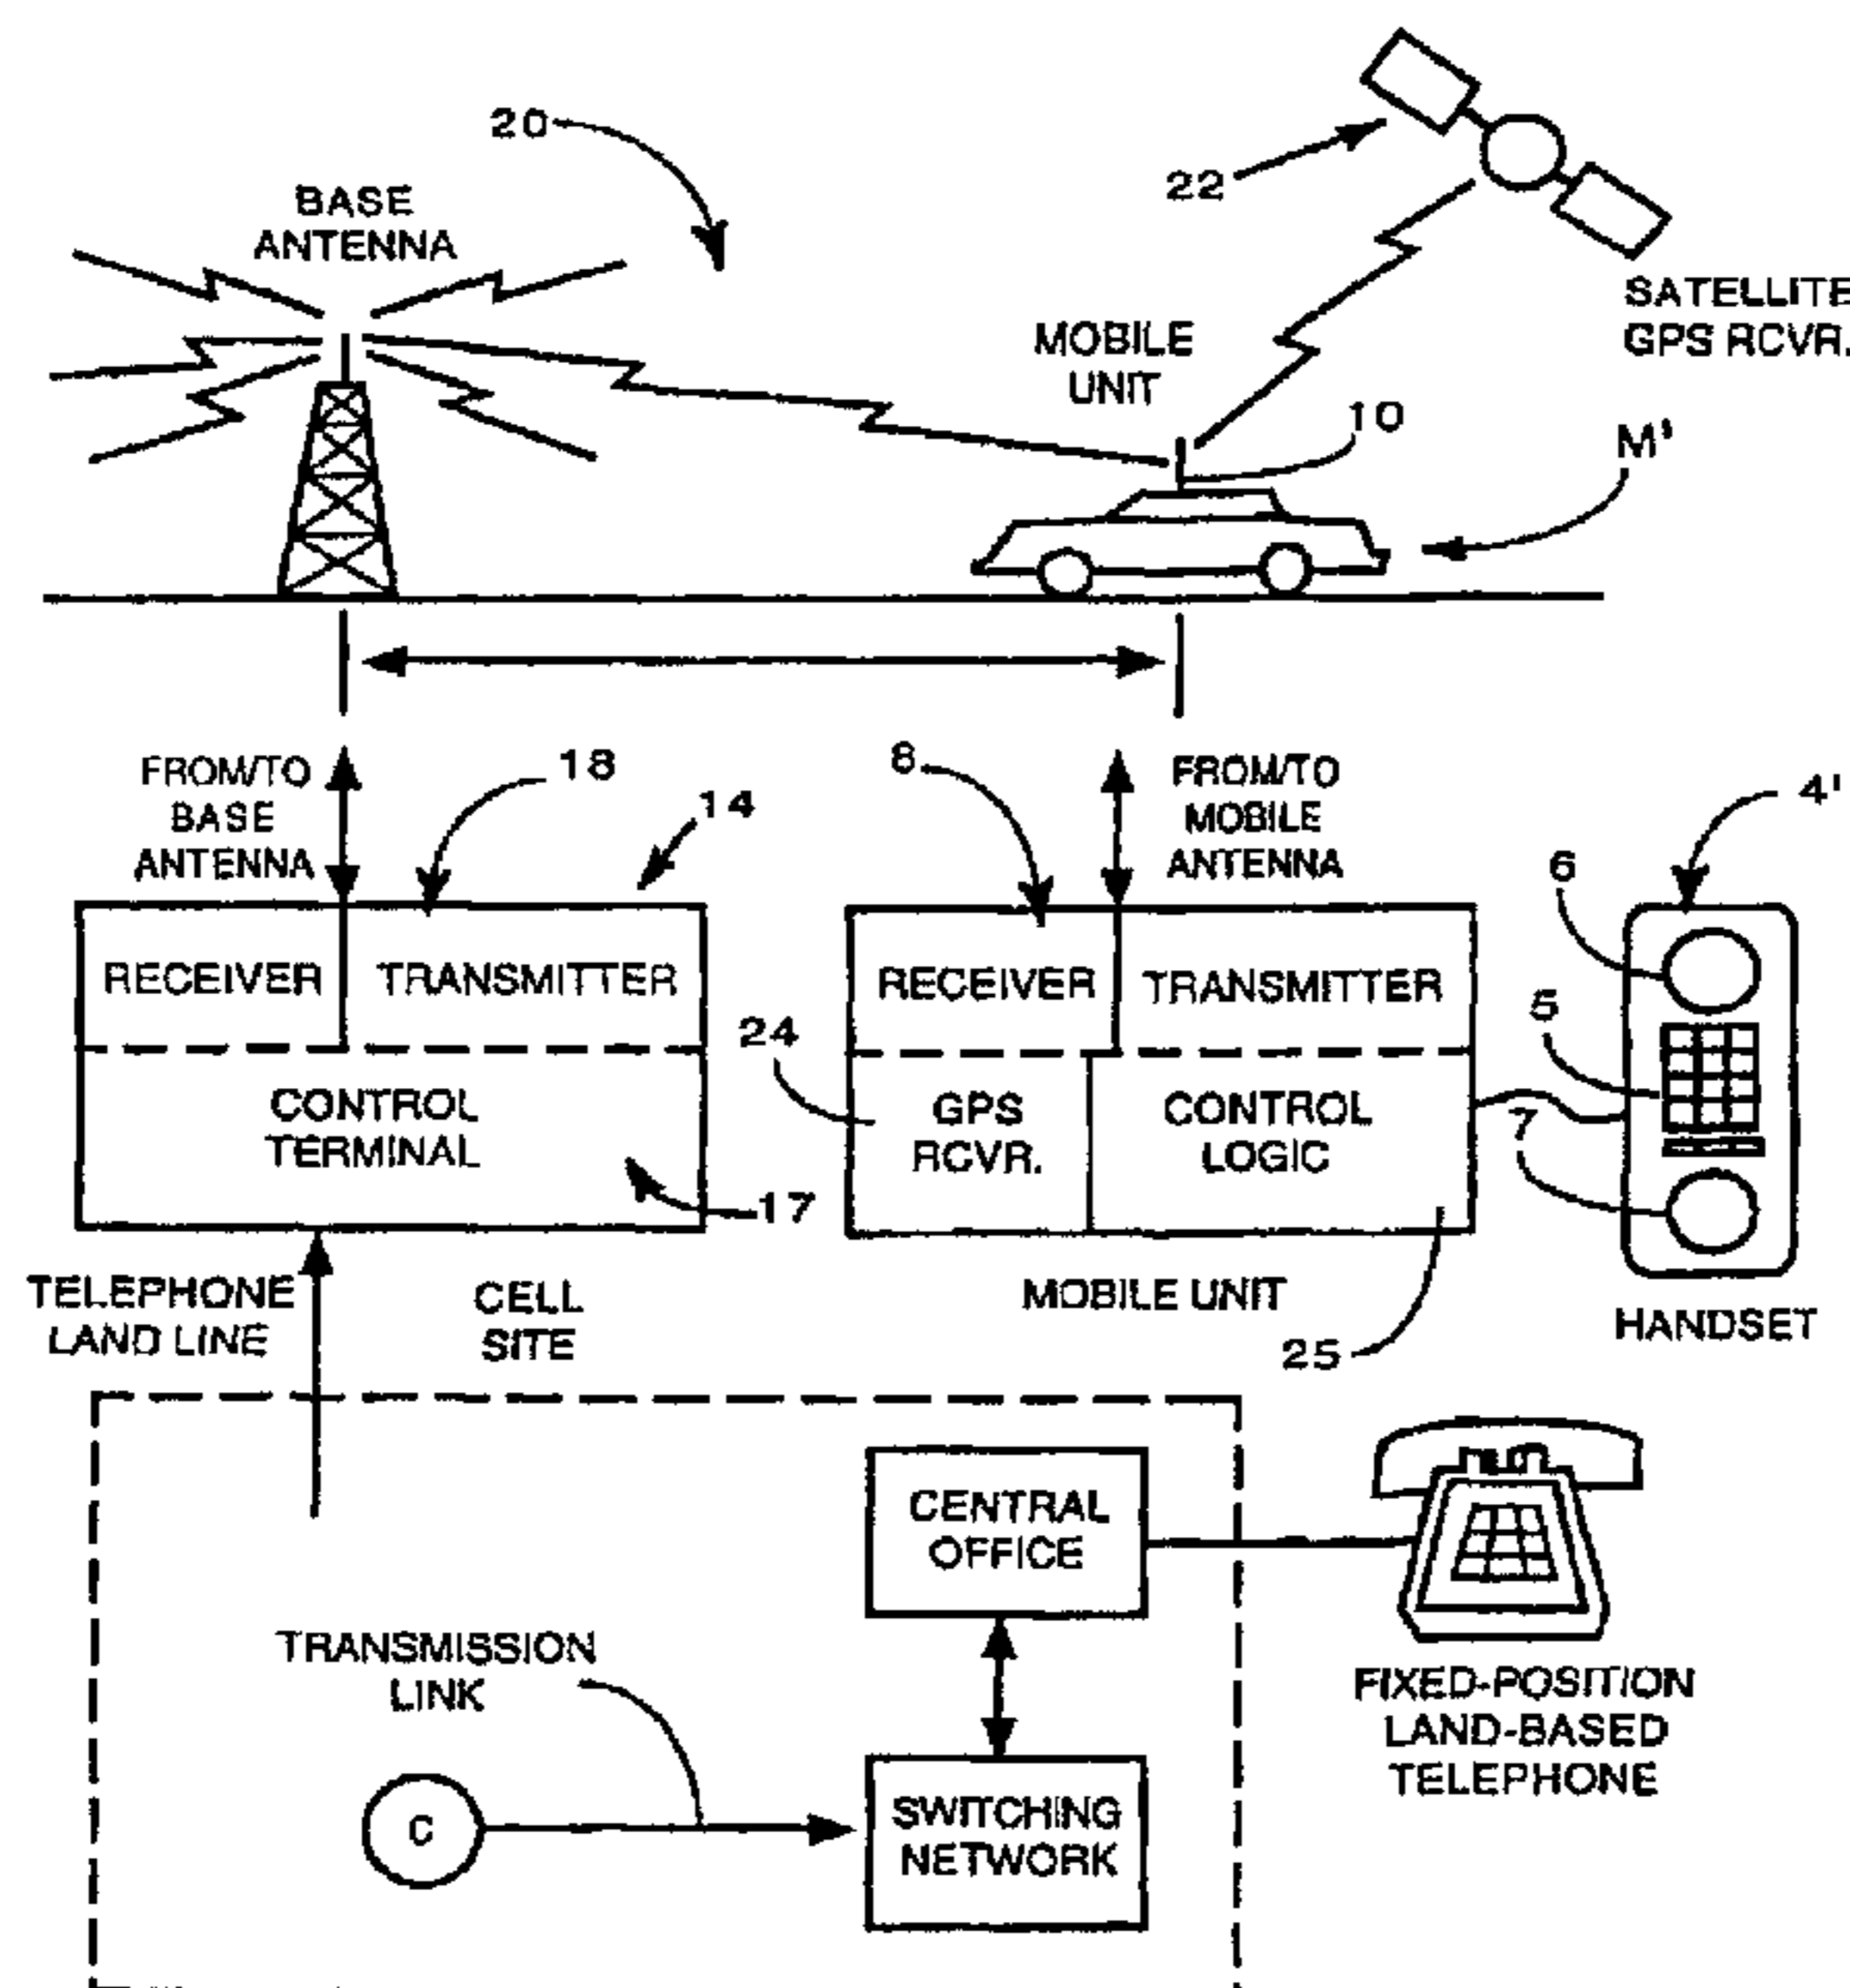 20
22
BASE
ANTENNA
SATELLITE
GPS RCVR.
MOBILE
UNIT
10
M'
FROM/TO
BASE
ANTENNA
18
14
8
FROM/TO
MOBILE
ANTENNA
4'
6
5
7
RECEIVER
TRANSMITTER
CONTROL
TERMINAL
17
RECEIVER
TRANSMITTER
24
GPS
RCVR.
CONTROL
LOGIC
TELEPHONE
LAND LINE
CELL
SITE
MOBILE UNIT
25
HANDSET
CENTRAL
OFFICE
TRANSMISSION
LINK
C
SWITCHING
NETWORK
FIXED-POSITION
LAND-BASED
TELEPHONE